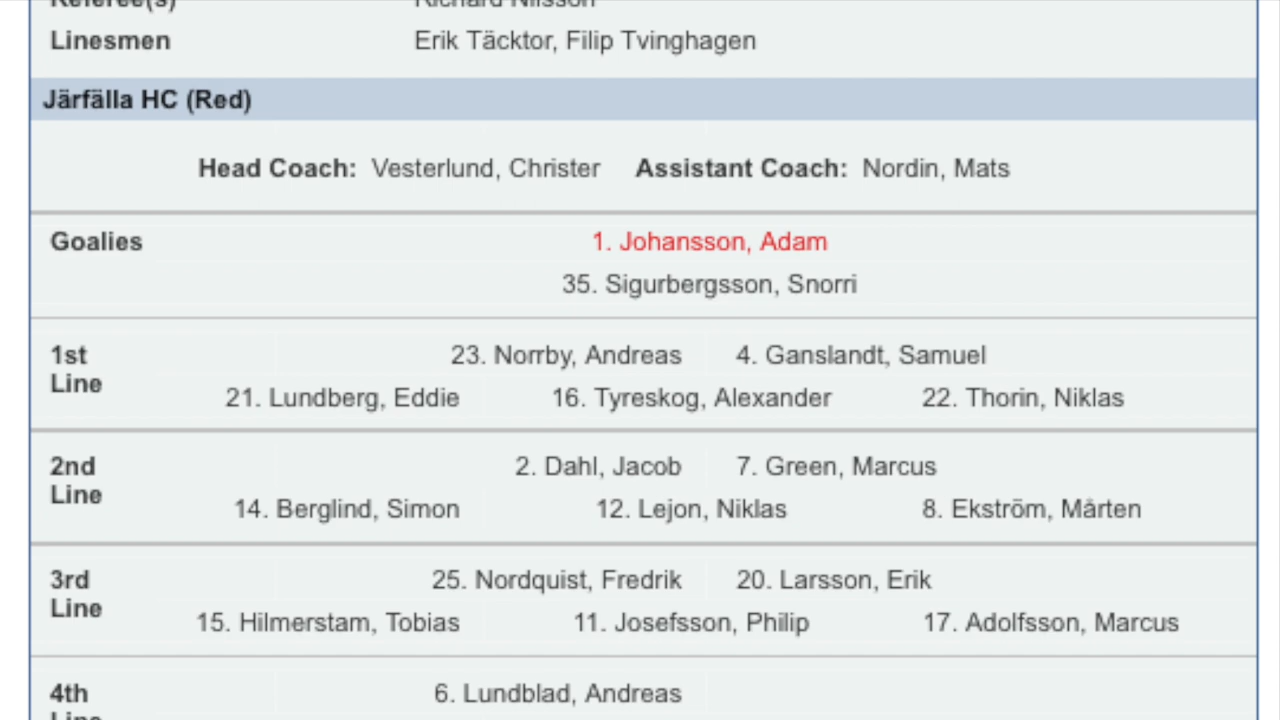 Referee(s) Richard Nilsson
Linesmen Erik Täcktor, Filip Tvinghagen
Järfälla HC (Red)
Head Coach: Vesterlund, Christer Assistant Coach: Nordin, Mats
Goalies 1. Johansson, Adam
35. Sigurbergsson, Snorri
1st Line 23. Norrby, Andreas 4. Ganslandt, Samuel
21. Lundberg, Eddie 16. Tyreskog, Alexander 22. Thorin, Niklas
2nd Line 2. Dahl, Jacob 7. Green, Marcus
14. Berglind, Simon 12. Lejon, Niklas 8. Ekström, Mårten
3rd Line 25. Nordquist, Fredrik 20. Larsson, Erik
15. Hilmerstam, Tobias 11. Josefsson, Philip 17. Adolfsson, Marcus
4th Line 6. Lundblad, Andreas